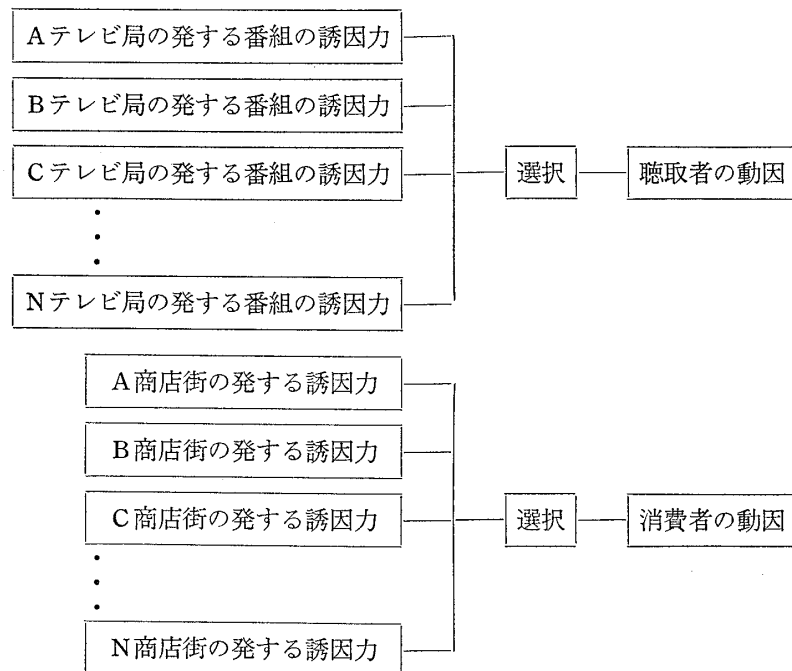 Aテレビ局の発する番組の誘因力
Bテレビ局の発する番組の誘因力
Cテレビ局の発する番組の誘因力
選択
聴取者の動因
Nテレビ局の発する番組の誘因力
A商店街の発する誘因力
B商店街の発する誘因力
C商店街の発する誘因力
選択
消費者の動因
N商店街の発する誘因力